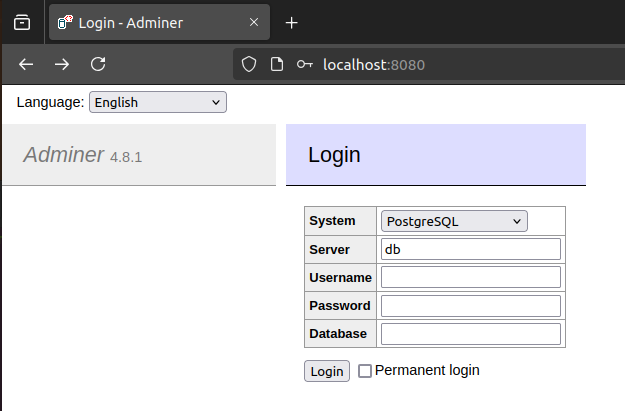 Login - Adminer
localhost:8080
Language: English
Adminer 4.8.1
Login
System PostgreSQL
Server db
Username
Password
Database
Login Permanent login